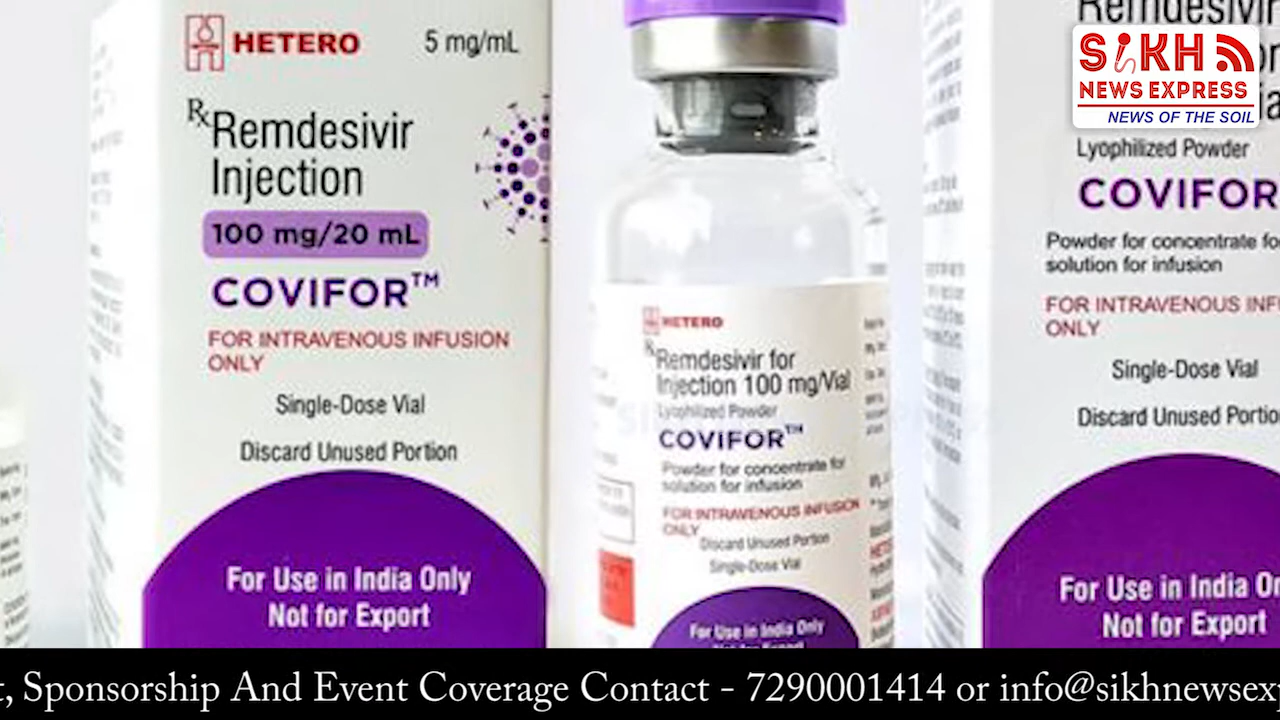 HETERO
5 mg/mL
Rx Remdesivir
Injection
100 mg/20 mL
COVIFOR™
FOR INTRAVENOUS INFUSION
ONLY
Single-Dose Vial
Discard Unused Portion
For Use in India Only
Not for Export
HETERO
Rx Remdesivir for
Injection 100 mg/Vial
Lyophilized Powder
COVIFOR™
Powder for concentrate for
solution for infusion
FOR INTRAVENOUS INFUSION
ONLY
Discard Unused Portion
Single-Dose Vial
For Use in India Only
Remdesivir
Lyophilized Powder
COVIFOR
Powder for concentrate fo
solution for infusion
FOR INTRAVENOUS INF
ONLY
Single-Dose Vial
Discard Unused Portio
For Use in India On
Not for Export
SIKH
NEWS EXPRESS
NEWS OF THE SOIL
t, Sponsorship And Event Coverage Contact - 7290001414 or info@sikhnewsexp